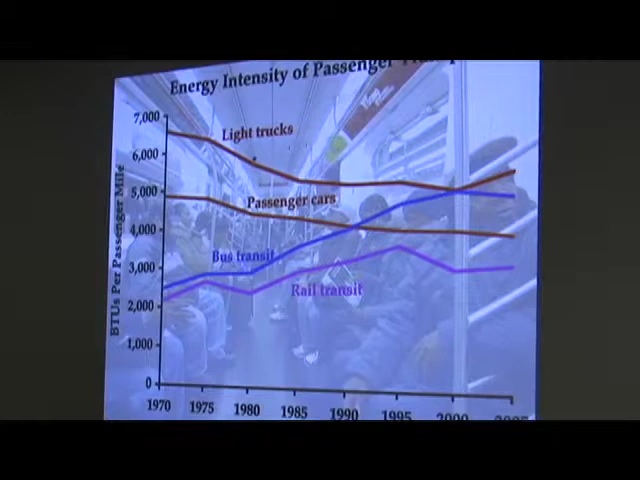 Energy Intensity of Passenger
7,000
Light trucks
6,000
5,000
Passenger cars
4,000
Bus transit
3,000
Rail transit
2,000
1,000
0
BTUs Per Passenger Mile
1970 1975 1980 1985 1990 1995 2000